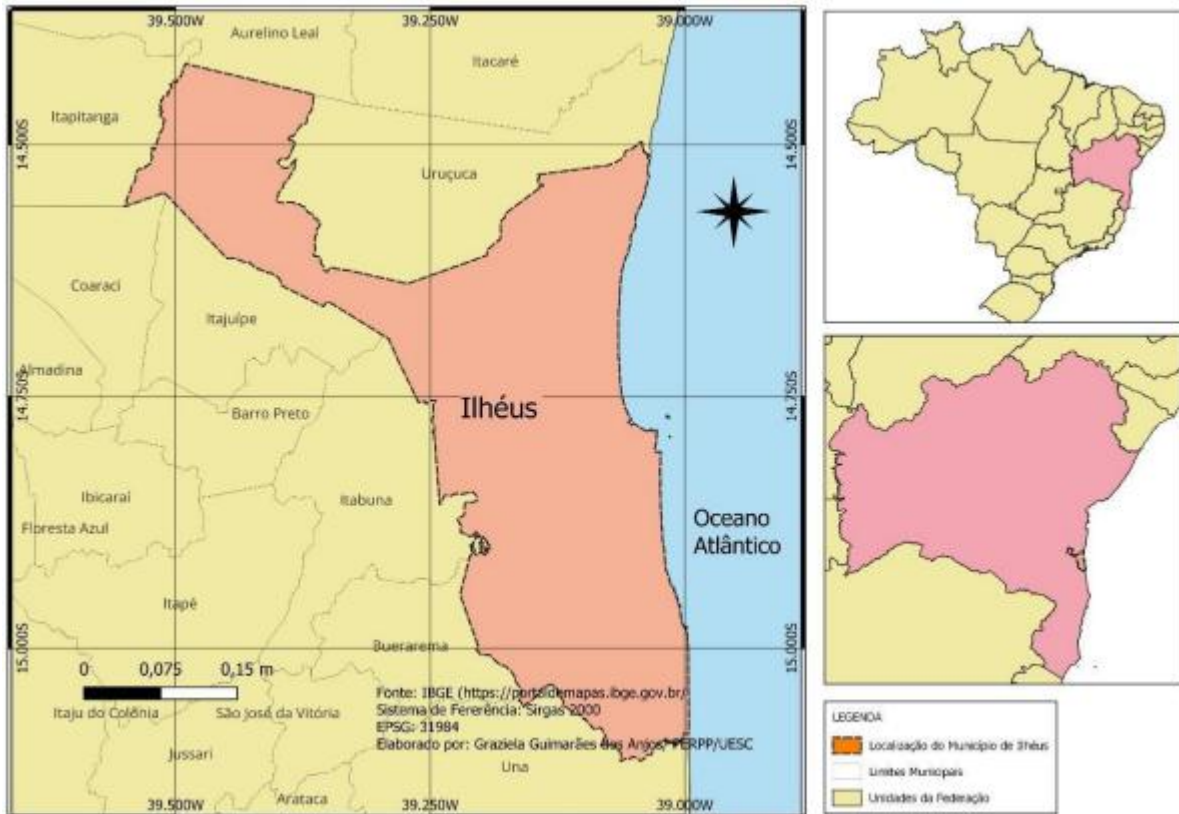 39.500W 39.250W 39.000W
Aurelino Leal
Itacaré
Itapitanga
14.500S 14.500S
Uruçuca
Coaraci
Itajuípe
Almadina
14.750S 14.750S
Ilhéus
Barro Preto
Ibicaraí
Itabuna
Floresta Azul
Oceano
Atlântico
Itapé
Buerarema
15.000S 15.000S
0 0,075 0,15 m
Itaju do Colônia
São José da Vitória
Fonte: IBGE (https://portaldemapas.ibge.gov.br/
Sistema de Fererência: Sirgas 2000
EPSG: 31984
Elaborado por: Graziela Guimarães dos Anjos, PERPP/UESC
Jussari
Una
Arataca
39.500W 39.250W 39.000W
LEGENDA
Localização do Município de Ilhéus
Limites Municipais
Unidades da Federação